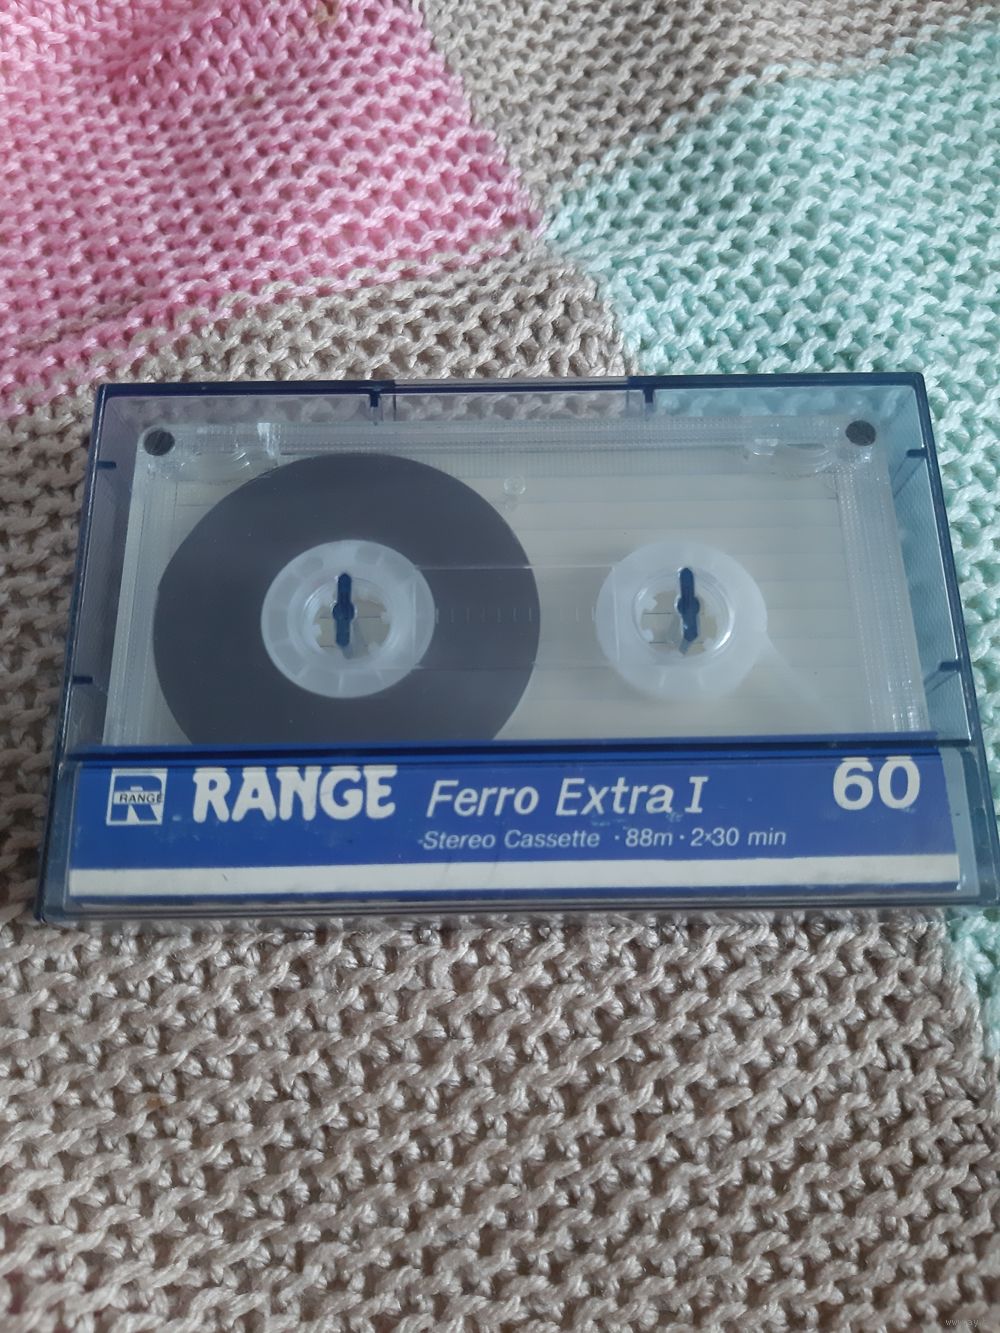 RANGE
RANGE Ferro Extra I 60
Stereo Cassette · 88m · 2×30 min